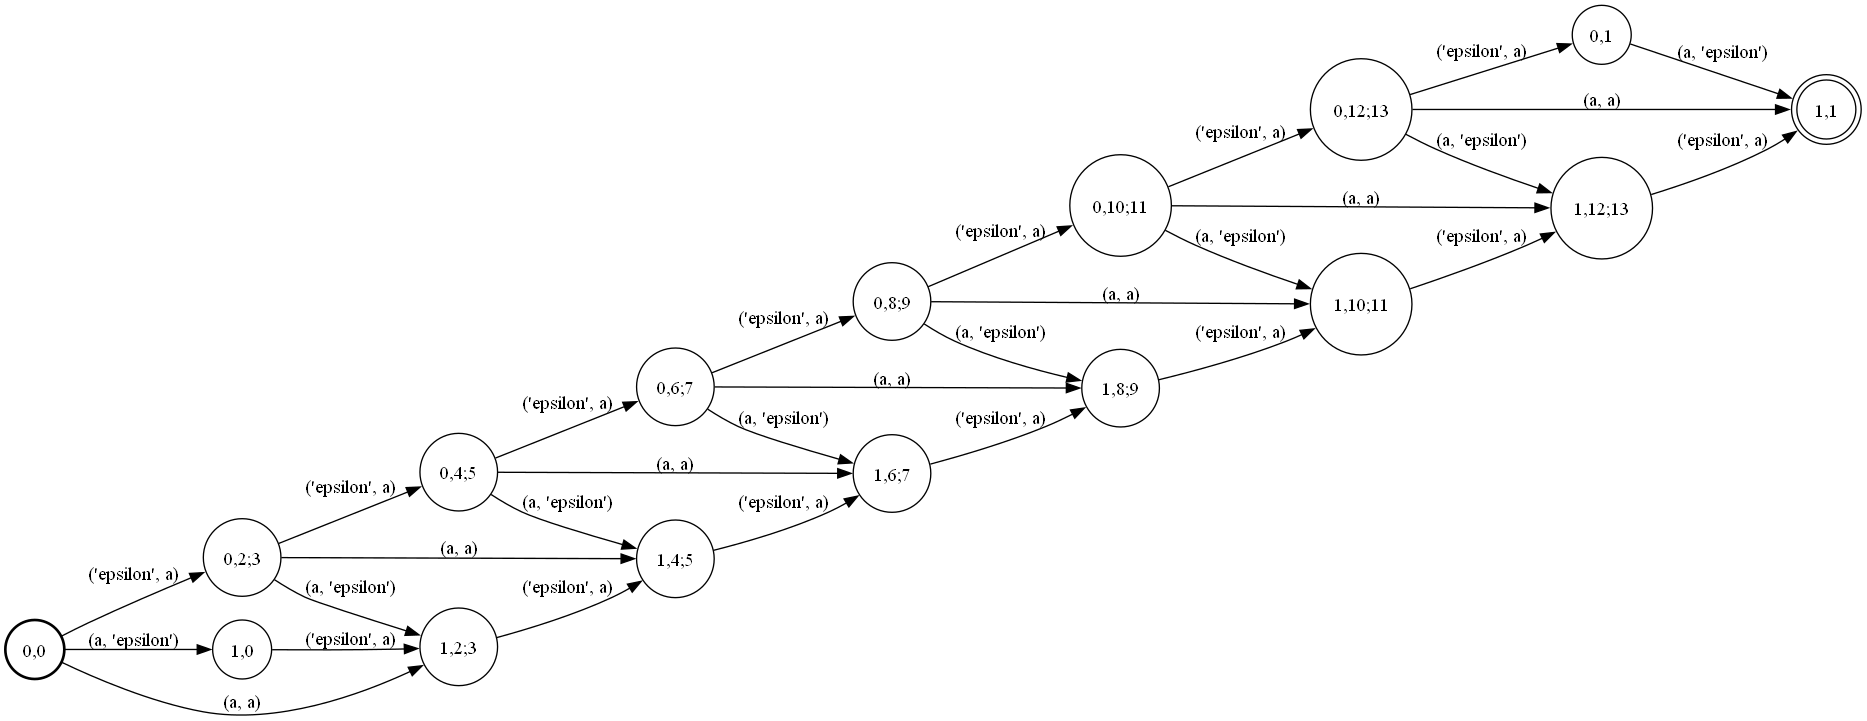 0,1
('epsilon', a)
(a, 'epsilon')
(a, a)
0,12;13
1,1
('epsilon', a)
(a, 'epsilon')
('epsilon', a)
(a, a)
0,10;11
1,12;13
('epsilon', a)
(a, 'epsilon')
('epsilon', a)
(a, a)
0,8;9
1,10;11
('epsilon', a)
(a, 'epsilon')
('epsilon', a)
(a, a)
0,6;7
1,8;9
('epsilon', a)
(a, 'epsilon')
('epsilon', a)
(a, a)
0,4;5
1,6;7
('epsilon', a)
(a, 'epsilon')
('epsilon', a)
(a, a)
0,2;3
1,4;5
('epsilon', a)
(a, 'epsilon')
('epsilon', a)
(a, 'epsilon')
('epsilon', a)
0,0
1,0
1,2;3
(a, a)